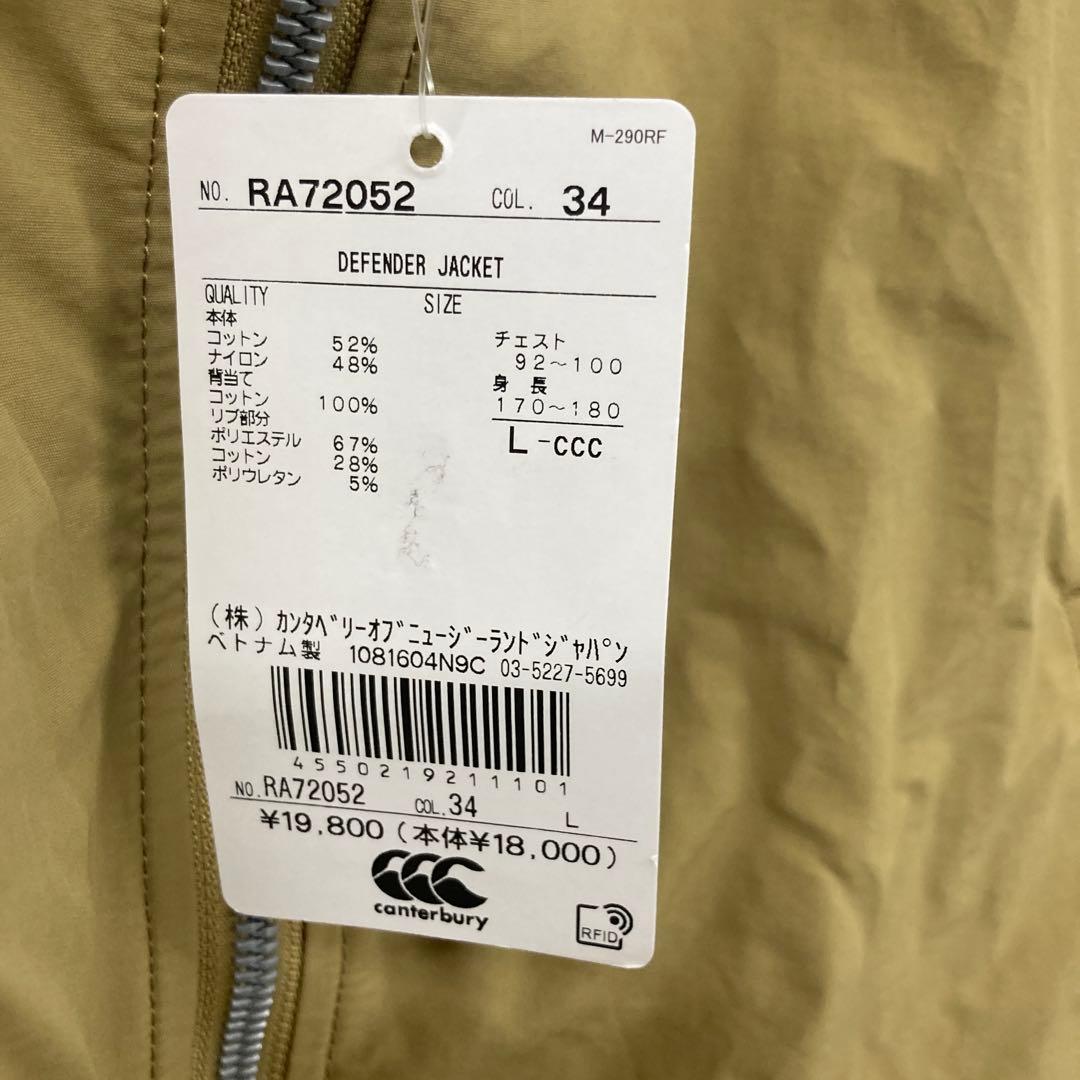 M-290RF
NO. RA72052 COL. 34
DEFENDER JACKET
QUALITY SIZE
本体
コットン 52%
ナイロン 48%
背当て
コットン 100%
リブ部分
ポリエステル 67%
コットン 28%
ポリウレタン 5%
チェスト
92~100
身 長
170~180
L-CCC
(株)カンタベリーオブニュージーランドジャパン
ベトナム製 1081604N9C 03-5227-5699
4550219211101
NO.RA72052 COL.34 L
¥19,800(本体¥18,000)
canterbury
RFID